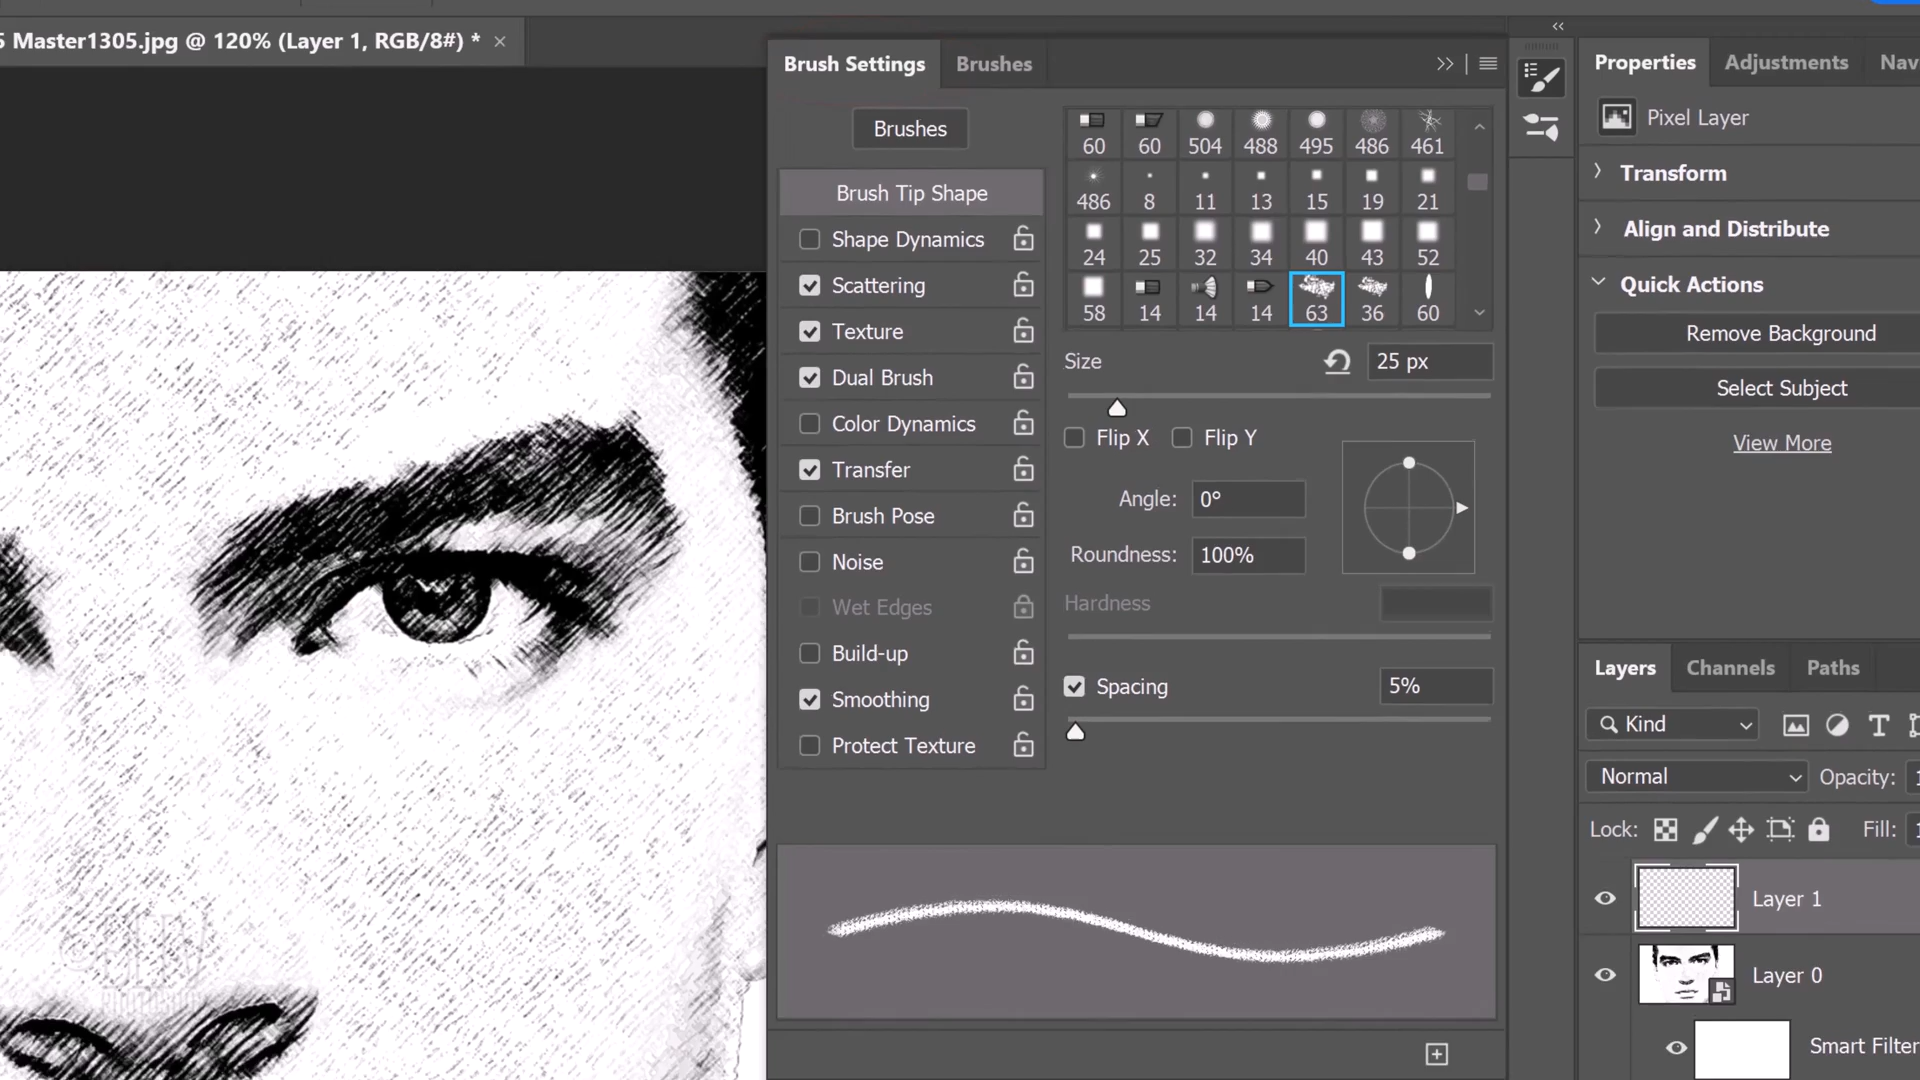 5 Master1305.jpg @ 120% (Layer 1, RGB/8#) *
Brush Settings
Brushes
Brushes
Brush Tip Shape
Shape Dynamics
Scattering
Texture
Dual Brush
Color Dynamics
Transfer
Brush Pose
Noise
Wet Edges
Build-up
Smoothing
Protect Texture
60 60 504 488 495 486 461
486 8 11 13 15 19 21
24 25 32 34 40 43 52
58 14 14 14 63 36 60
Size
25 px
Flip X
Flip Y
Angle: 0°
Roundness: 100%
Hardness
Spacing
5%
Properties
Adjustments
Nav
Pixel Layer
Transform
Align and Distribute
Quick Actions
Remove Background
Select Subject
View More
Layers
Channels
Paths
Kind
Normal
Opacity: 1
Lock:
Fill: 1
Layer 1
Layer 0
Smart Filter